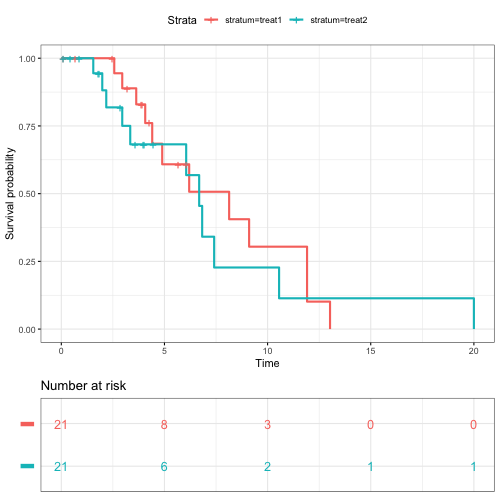 Strata stratum=treat1 stratum=treat2
1.00
0.75
0.50
0.25
0.00
Survival probability
0 5 10 15 20
Time
Number at risk
21 8 3 0 0
21 6 2 1 1